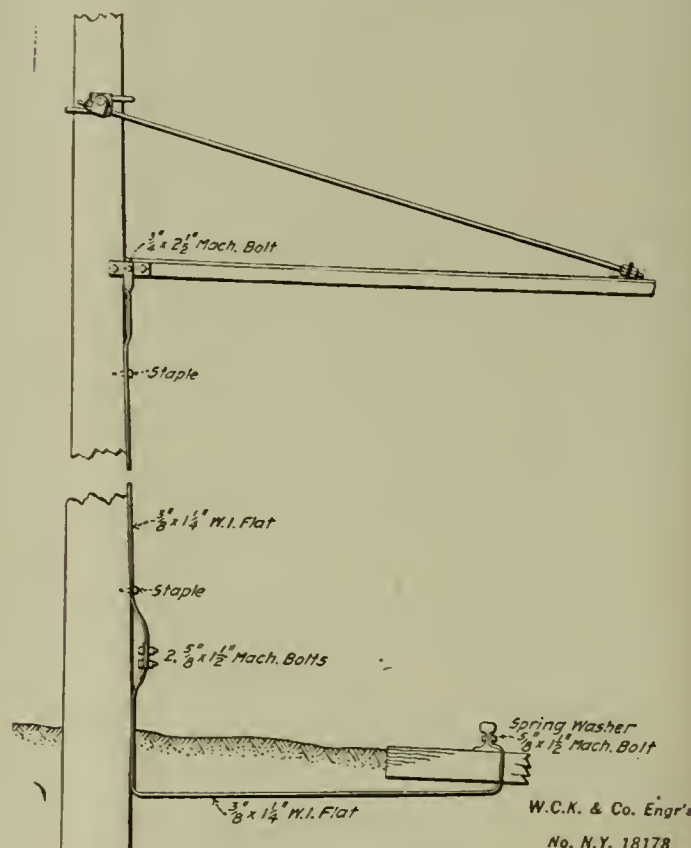 3/4" x 2 1/2" Mach. Bolt
Staple
3/8" x 1 1/4" W.I. Flat
Staple
2, 5/8" x 1 1/2" Mach. Bolts
Spring Washer
5/8" x 1 1/2" Mach. Bolt
3/8" x 1 1/4" W.I. Flat
W.C.K. & Co. Engr's
No. N.Y. 18178